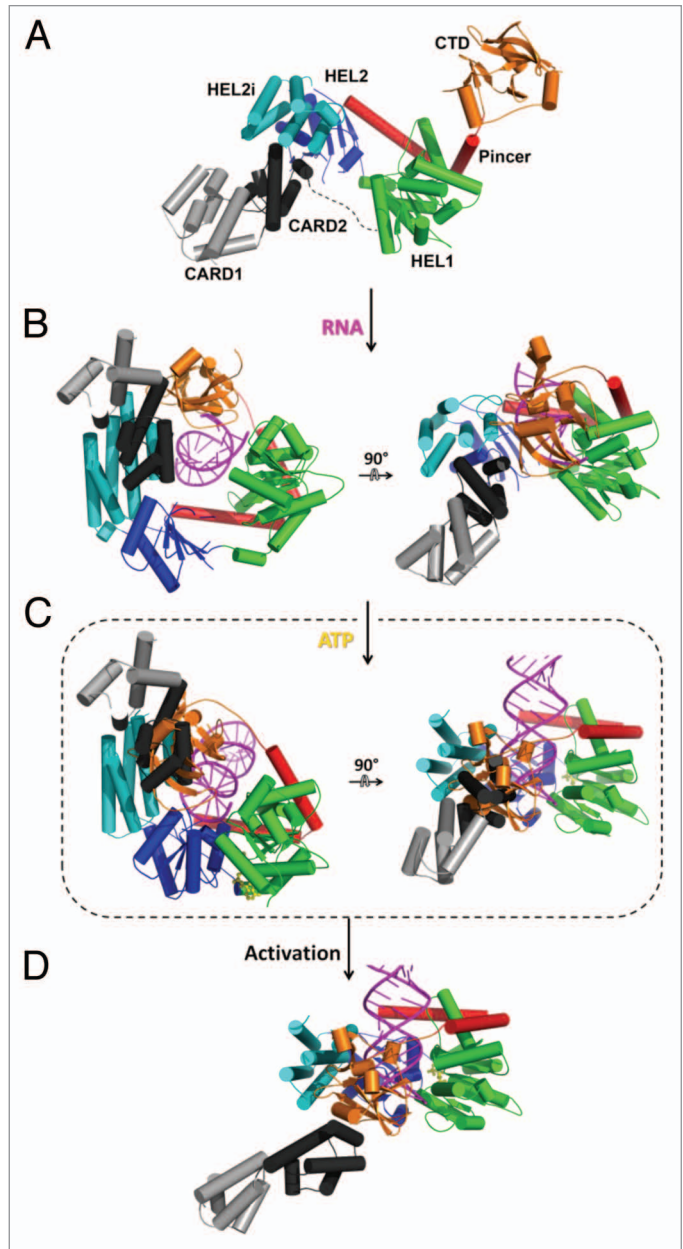 A
CTD
HEL2
HEL2i
Pincer
CARD2
HEL1
CARD1
B
RNA
90°
C
ATP
90°
Activation
D